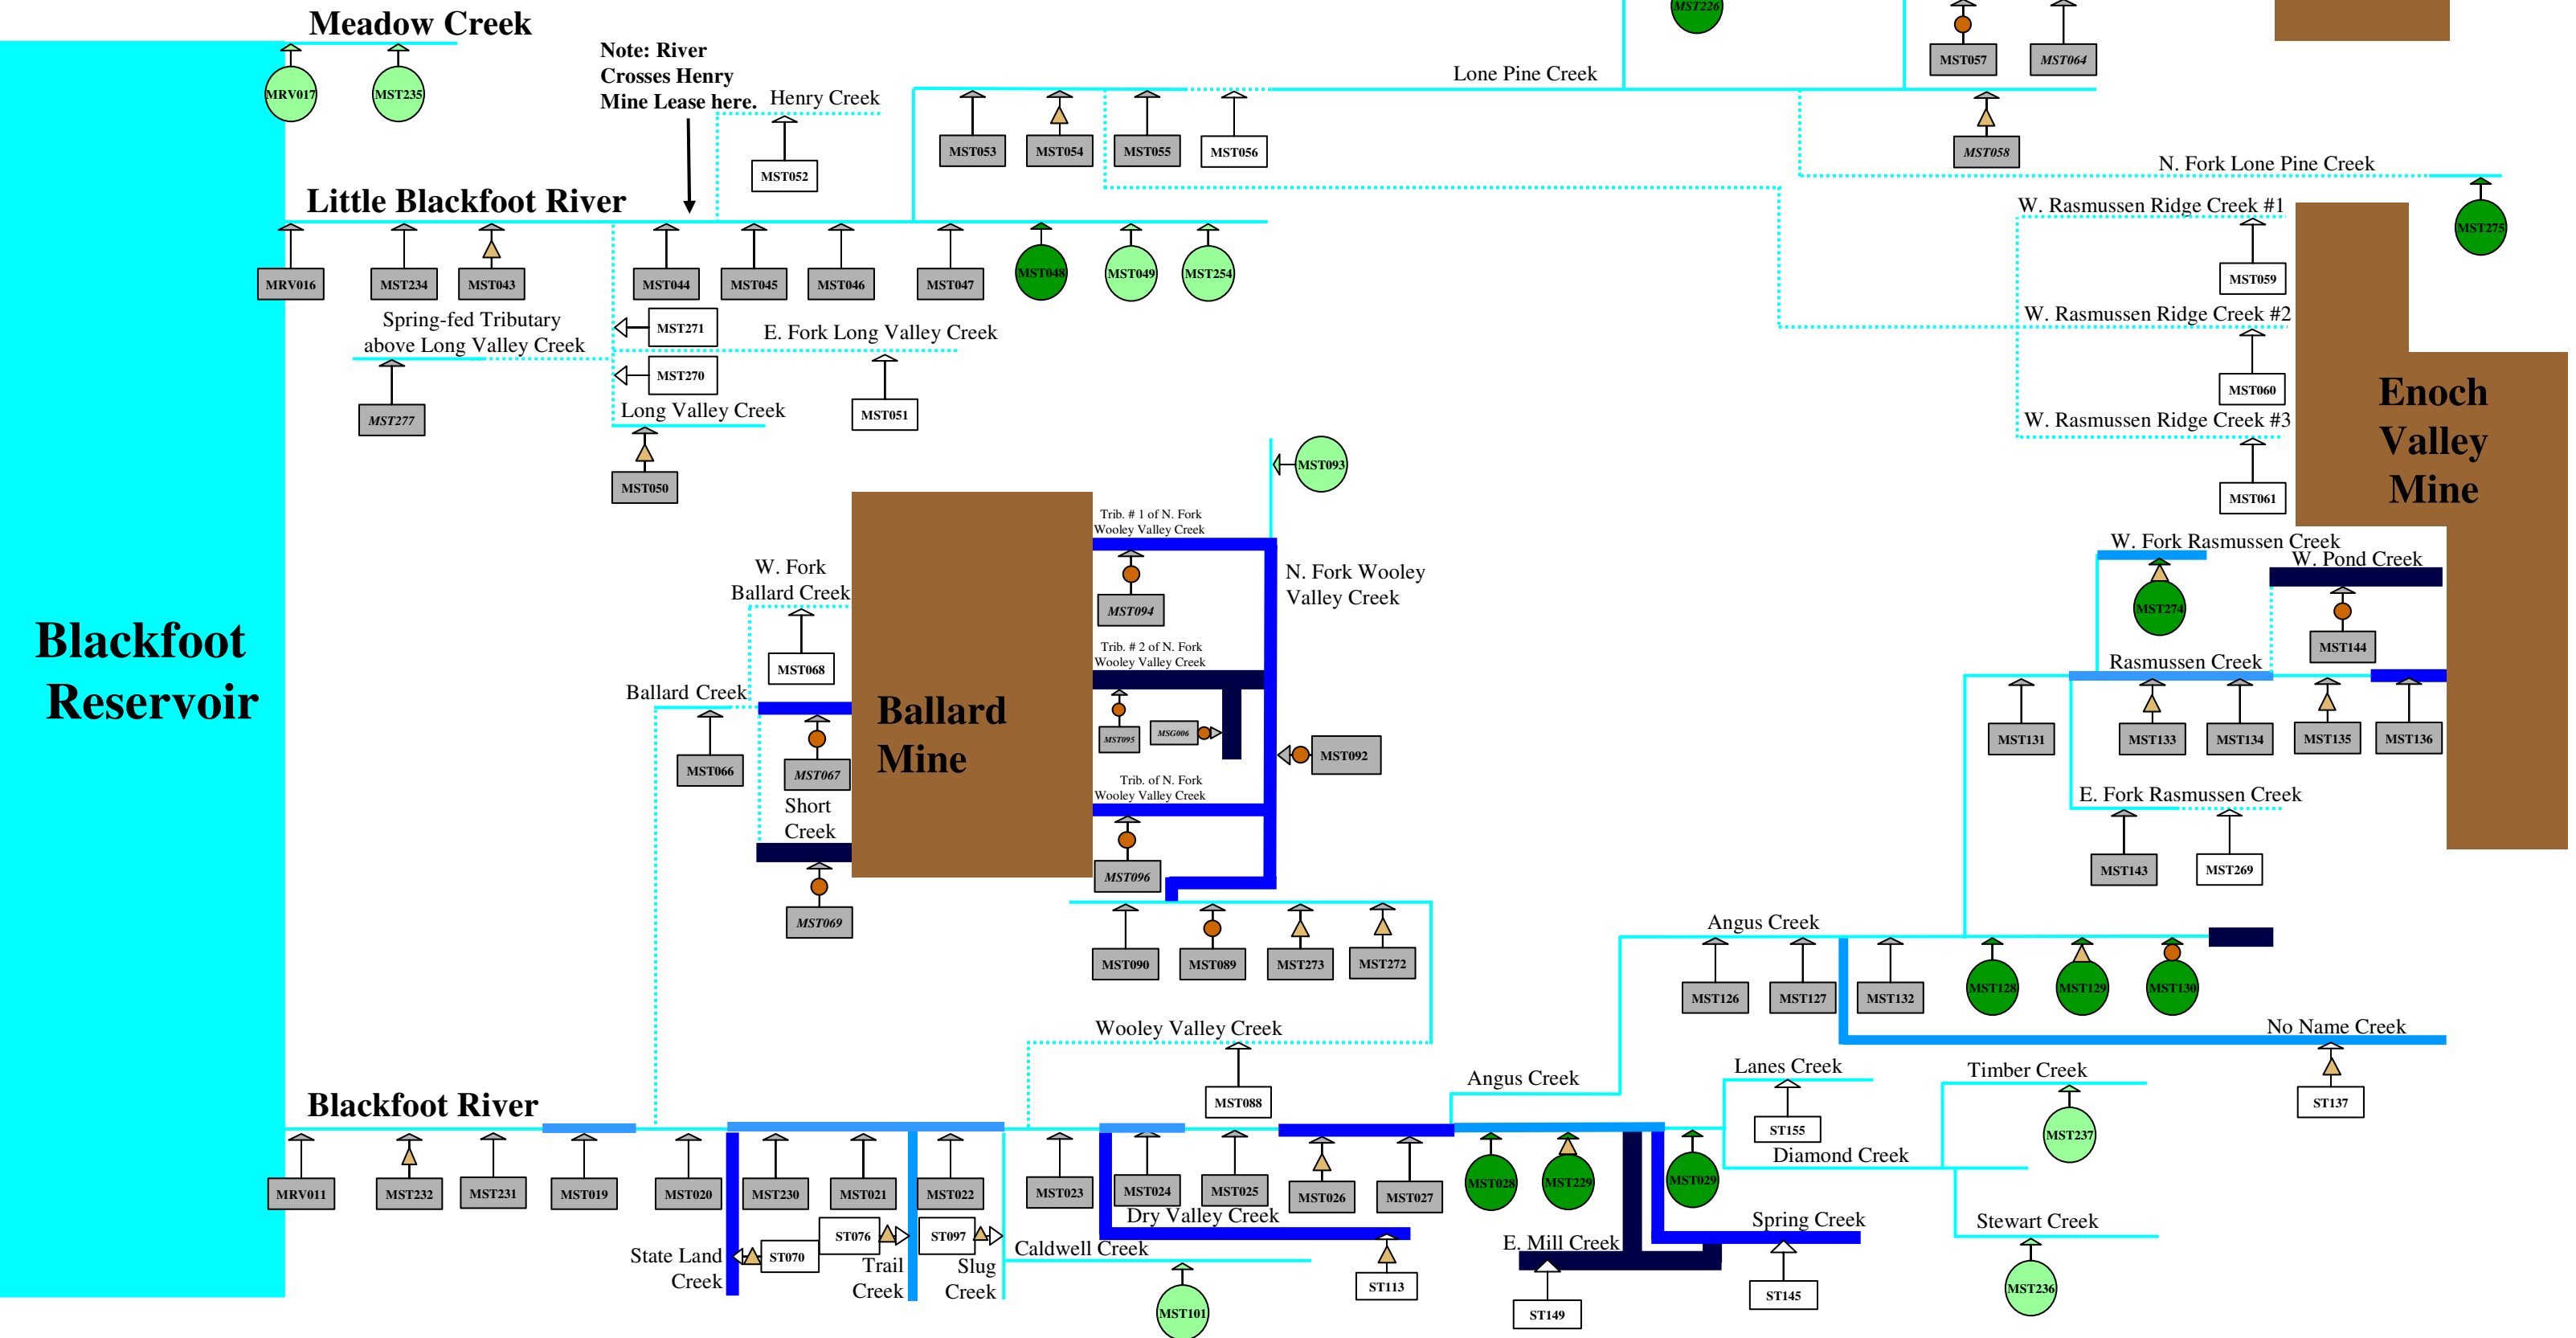 Meadow Creek
MST226
MST057
MST064
Note: River
Crosses Henry
Mine Lease here.
Lone Pine Creek
MRV017
MST235
Henry Creek
MST053
MST054
MST055
MST056
MST058
MST052
N. Fork Lone Pine Creek
Little Blackfoot River
W. Rasmussen Ridge Creek #1
MST275
MRV016
MST234
MST043
MST044
MST045
MST046
MST047
MST048
MST049
MST254
MST059
Spring-fed Tributary
above Long Valley Creek
MST271
E. Fork Long Valley Creek
W. Rasmussen Ridge Creek #2
MST270
MST060
MST277
Long Valley Creek
MST051
W. Rasmussen Ridge Creek #3
Enoch
Valley
Mine
MST050
MST093
MST061
Trib. # 1 of N. Fork
Wooley Valley Creek
W. Fork Rasmussen Creek
W. Pond Creek
W. Fork
Ballard Creek
N. Fork Wooley
Valley Creek
MST094
MST274
MST144
Blackfoot
Reservoir
MST068
Trib. # 2 of N. Fork
Wooley Valley Creek
Rasmussen Creek
Ballard Creek
Ballard
Mine
MST095
MSG006
MST092
MST131
MST133
MST134
MST135
MST136
MST066
MST067
Short
Creek
Trib. of N. Fork
Wooley Valley Creek
E. Fork Rasmussen Creek
MST096
MST143
MST269
MST069
Angus Creek
MST090
MST089
MST273
MST272
MST126
MST127
MST132
MST128
MST129
MST130
Wooley Valley Creek
No Name Creek
MST088
Angus Creek
Lanes Creek
Timber Creek
ST137
Blackfoot River
ST155
MST237
Diamond Creek
MRV011
MST232
MST231
MST019
MST020
MST230
MST021
MST022
MST023
MST024
MST025
MST026
MST027
MST028
MST229
MST029
Dry Valley Creek
Spring Creek
Stewart Creek
ST076
ST097
State Land
Creek
ST070
Trail
Creek
Slug
Creek
Caldwell Creek
E. Mill Creek
MST101
ST113
ST149
ST145
MST236